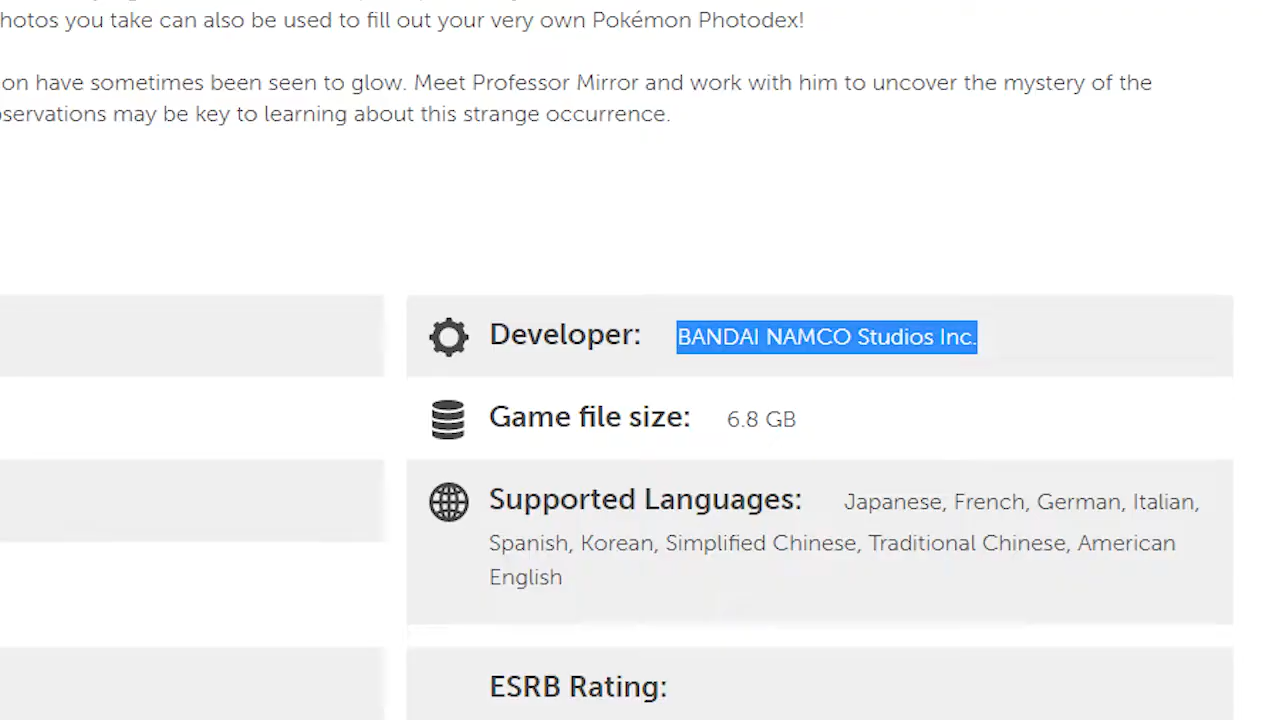 photos you take can also be used to fill out your very own Pokémon Photodex!
on have sometimes been seen to glow. Meet Professor Mirror and work with him to uncover the mystery of the
servations may be key to learning about this strange occurrence.
Developer: BANDAI NAMCO Studios Inc.
Game file size: 6.8 GB
Supported Languages: Japanese, French, German, Italian,
Spanish, Korean, Simplified Chinese, Traditional Chinese, American
English
ESRB Rating: